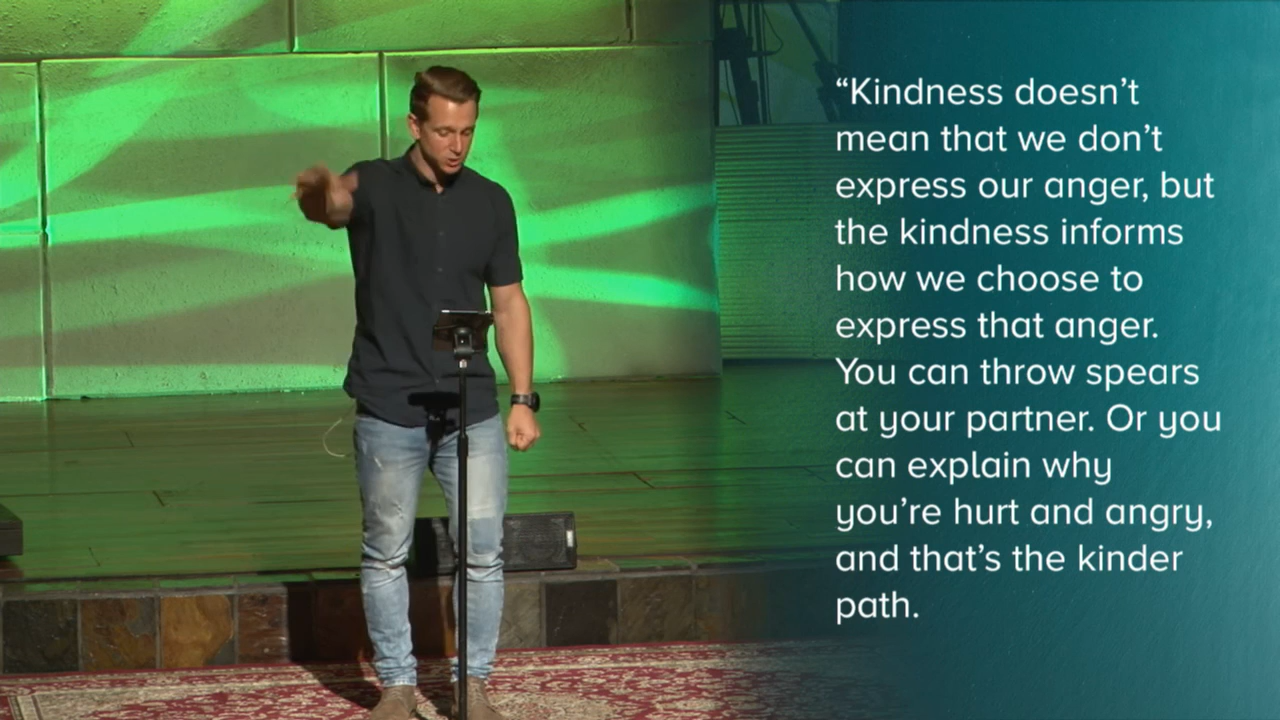 “Kindness doesn’t
mean that we don’t
express our anger, but
the kindness informs
how we choose to
express that anger.
You can throw spears
at your partner. Or you
can explain why
you’re hurt and angry,
and that’s the kinder
path.